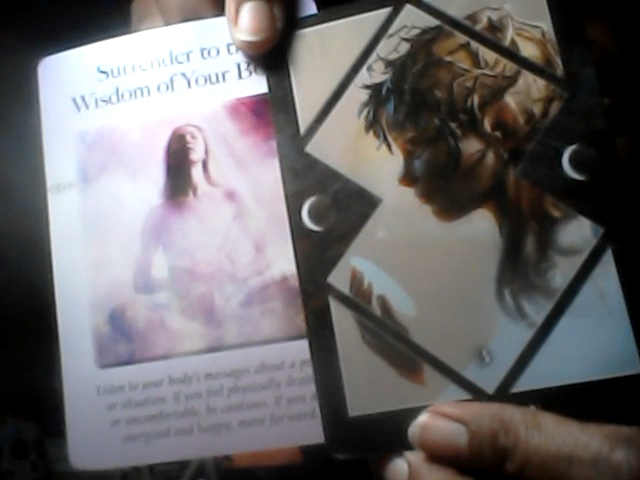 Surrender to t
Wisdom of Your Bo
Listen to your body's messages about a p
or situation. If you feel physically drain
or uncomfortable, be cautious. If you a
energized and happy, move forward.